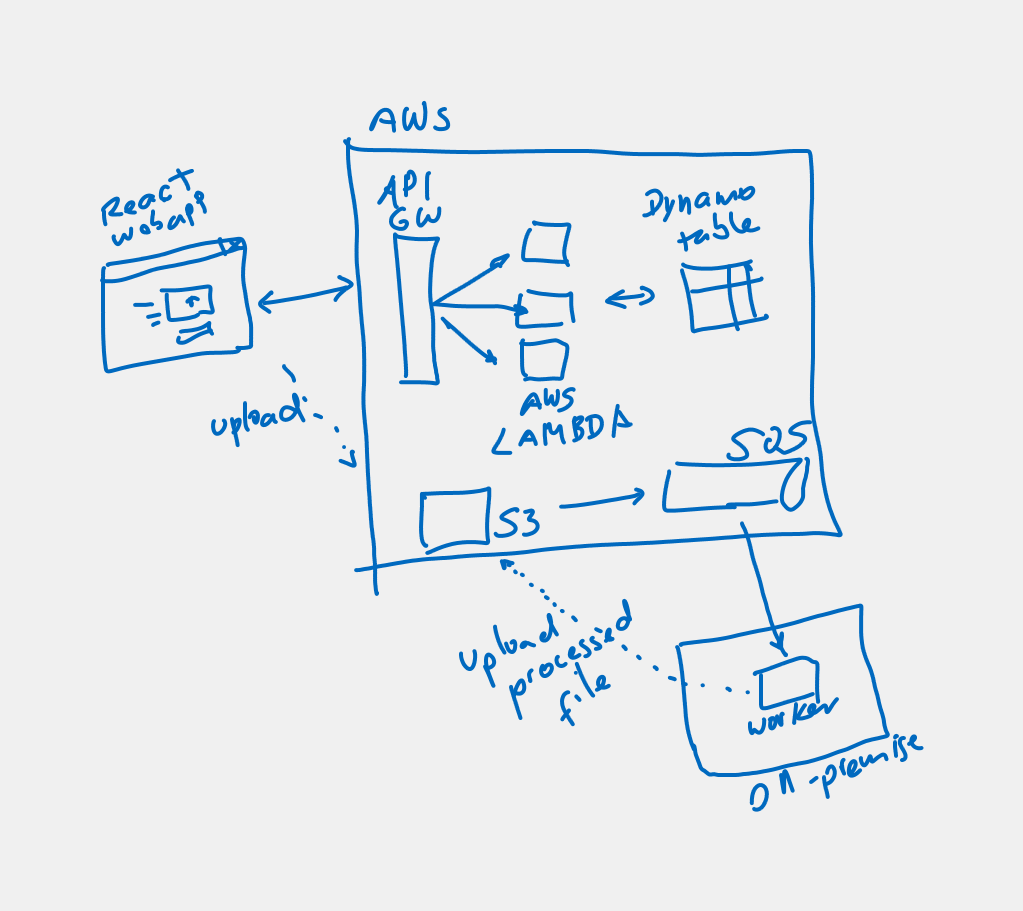 AWS
React
webapp
API
GW
Dynamo
table
upload
AWS
LAMBDA
SQS
S3
upload
processed
file
worker
on-premise